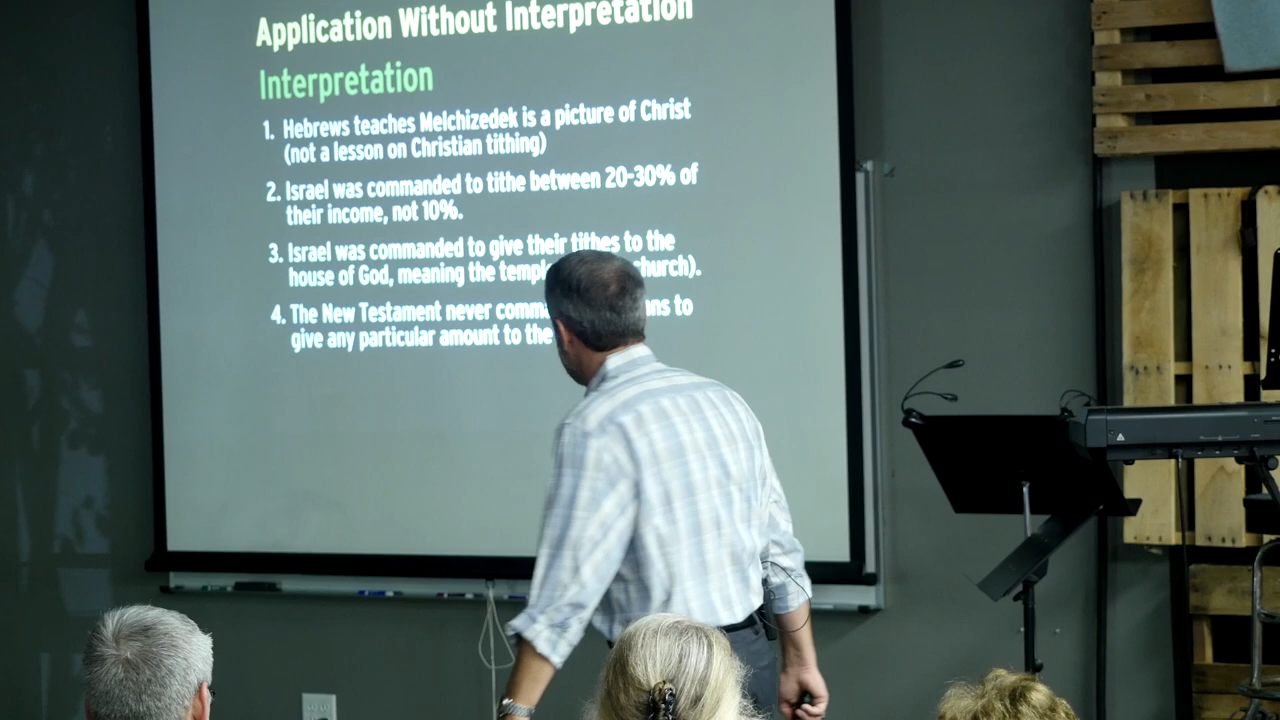 Application Without Interpretation
Interpretation
1. Hebrews teaches Melchizedek is a picture of Christ
(not a lesson on Christian tithing)
2. Israel was commanded to tithe between 20-30% of
their income, not 10%.
3. Israel was commanded to give their tithes to the
house of God, meaning the temple church).
4. The New Testament never to
give any particular amount to the